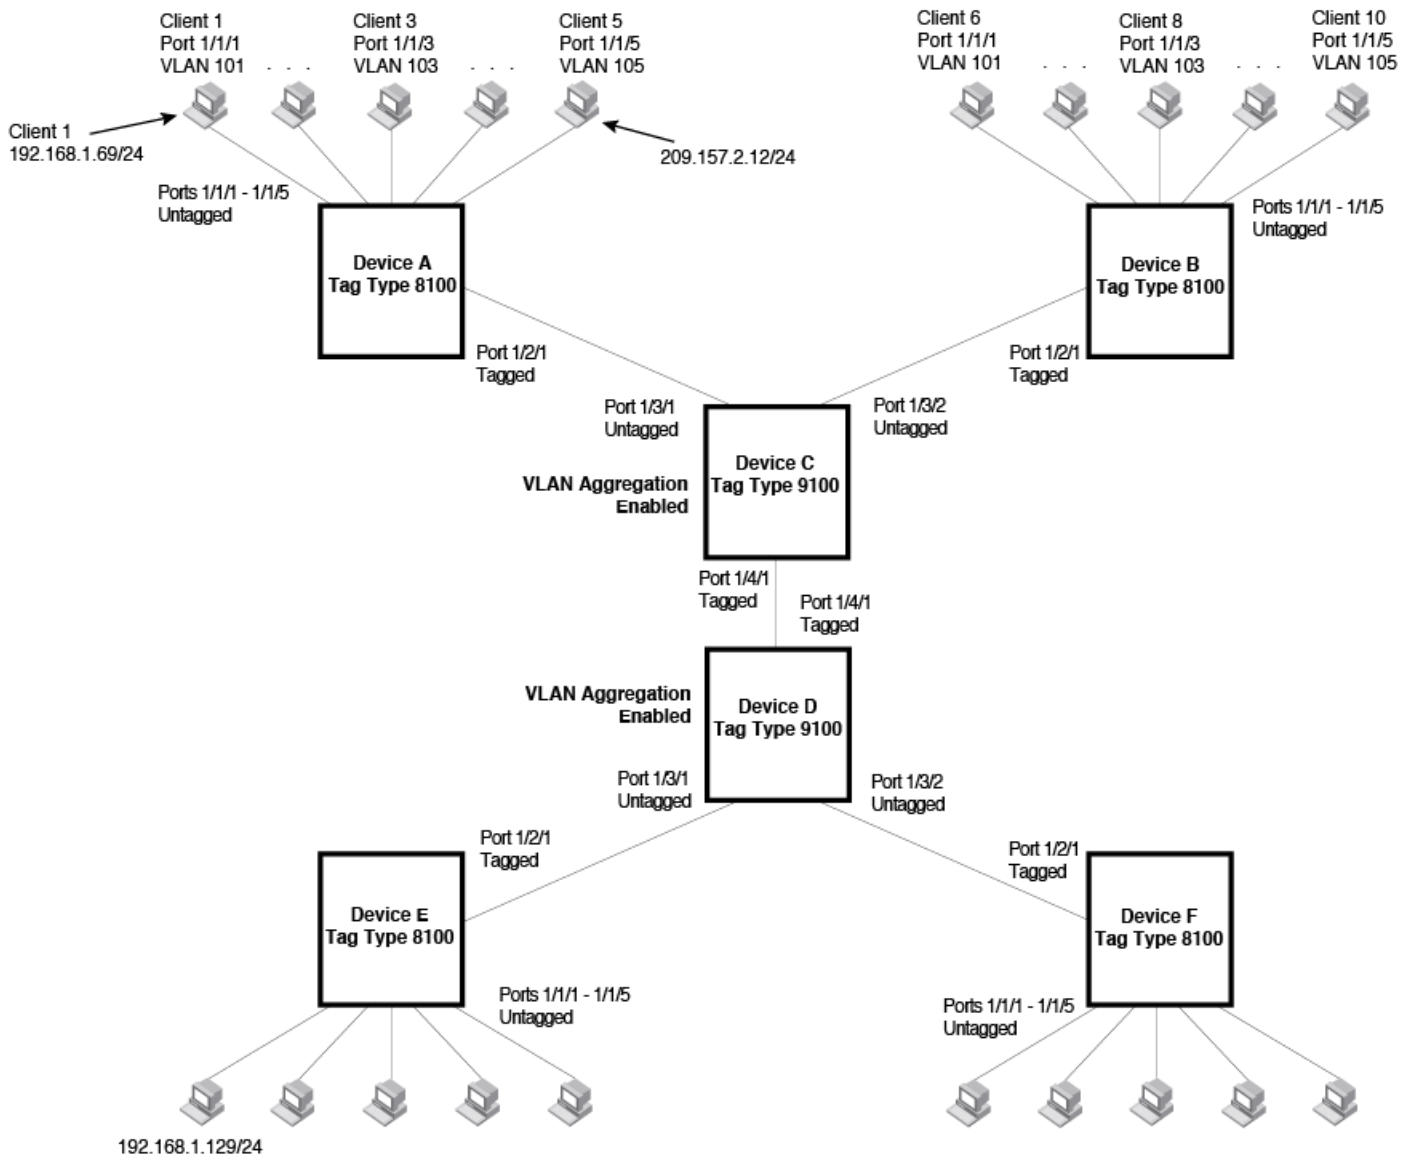 Client 1
Port 1/1/1
VLAN 101
. . .
Client 3
Port 1/1/3
VLAN 103
. . .
Client 5
Port 1/1/5
VLAN 105
Client 6
Port 1/1/1
VLAN 101
. . .
Client 8
Port 1/1/3
VLAN 103
. . .
Client 10
Port 1/1/5
VLAN 105
Client 1
192.168.1.69/24
209.157.2.12/24
Ports 1/1/1 - 1/1/5
Untagged
Ports 1/1/1 - 1/1/5
Untagged
Device A
Tag Type 8100
Device B
Tag Type 8100
Port 1/2/1
Tagged
Port 1/2/1
Tagged
Port 1/3/1
Untagged
Port 1/3/2
Untagged
VLAN Aggregation
Enabled
Device C
Tag Type 9100
Port 1/4/1
Tagged
Port 1/4/1
Tagged
VLAN Aggregation
Enabled
Device D
Tag Type 9100
Port 1/3/1
Untagged
Port 1/3/2
Untagged
Port 1/2/1
Tagged
Port 1/2/1
Tagged
Device E
Tag Type 8100
Device F
Tag Type 8100
Ports 1/1/1 - 1/1/5
Untagged
Ports 1/1/1 - 1/1/5
Untagged
192.168.1.129/24